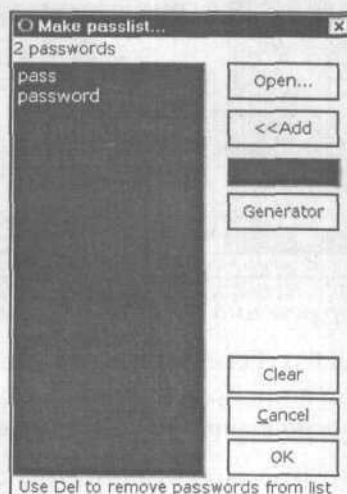 Make passlist...
2 passwords
pass
password
Open...
<<Add
Generator
Clear
Cancel
OK
Use Del to remove passwords from list